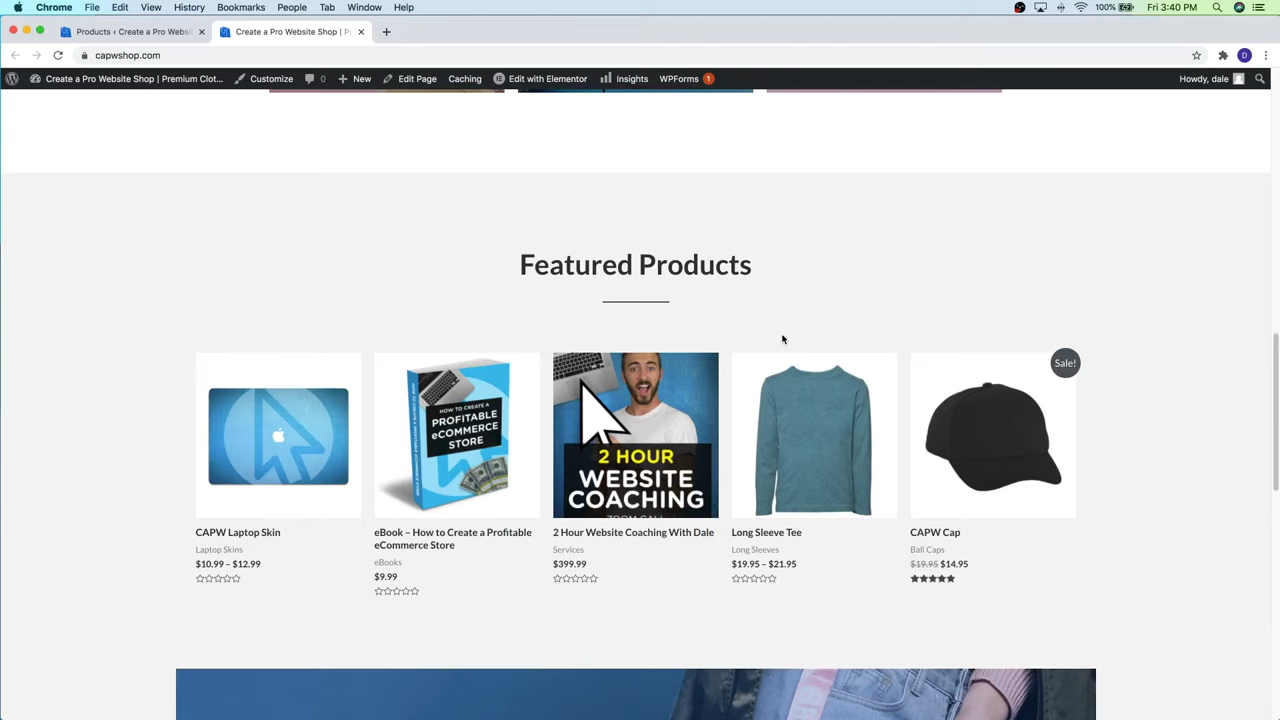 Chrome File Edit View History Bookmarks People Tab Window Help 100% Fri 3:40 PM
Products ‹ Create a Pro Websi Create a Pro Website Shop | P
capwshop.com D
Create a Pro Website Shop | Premium Clot... Customize 0 New Edit Page Caching Edit with Elementor Insights WPForms 1 Howdy, dale
Featured Products
Sale!
HOW TO CREATE A
PROFITABLE
eCOMMERCE
STORE
2 HOUR
WEBSITE
COACHING
CAPW Laptop Skin
Laptop Skins
$10.99 – $12.99
eBook – How to Create a Profitable
eCommerce Store
eBooks
$9.99
2 Hour Website Coaching With Dale
Services
$399.99
Long Sleeve Tee
Long Sleeves
$19.95 – $21.95
CAPW Cap
Ball Caps
$19.95 $14.95